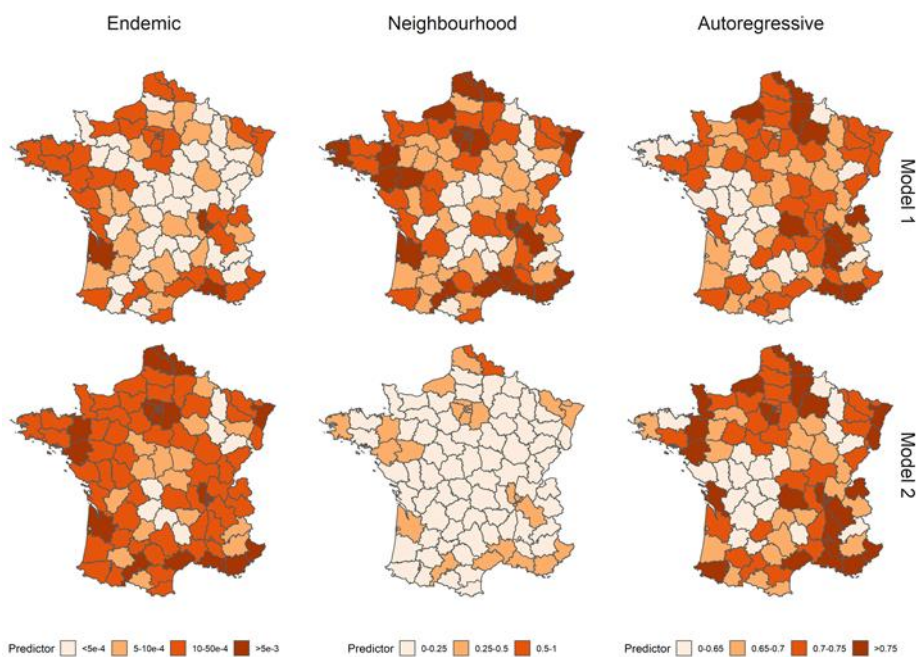 Endemic Neighbourhood Autoregressive
Model 1
Model 2
Predictor <5e-4 5-10e-4 10-50e-4 >5e-3
Predictor 0-0.25 0.25-0.5 0.5-1
Predictor 0-0.65 0.65-0.7 0.7-0.75 >0.75